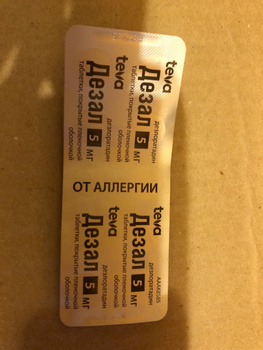 teva
Дезал 5 мг
дезлоратадин
таблетки, покрытые пленочной
оболочкой
teva
Дезал 5 мг
дезлоратадин
таблетки, покрытые пленочной
оболочкой
ОТ АЛЛЕРГИИ
teva
Дезал 5 мг
дезлоратадин
таблетки, покрытые пленочной
оболочкой
teva
Дезал 5 мг
дезлоратадин
таблетки, покрытые пленочной
оболочкой